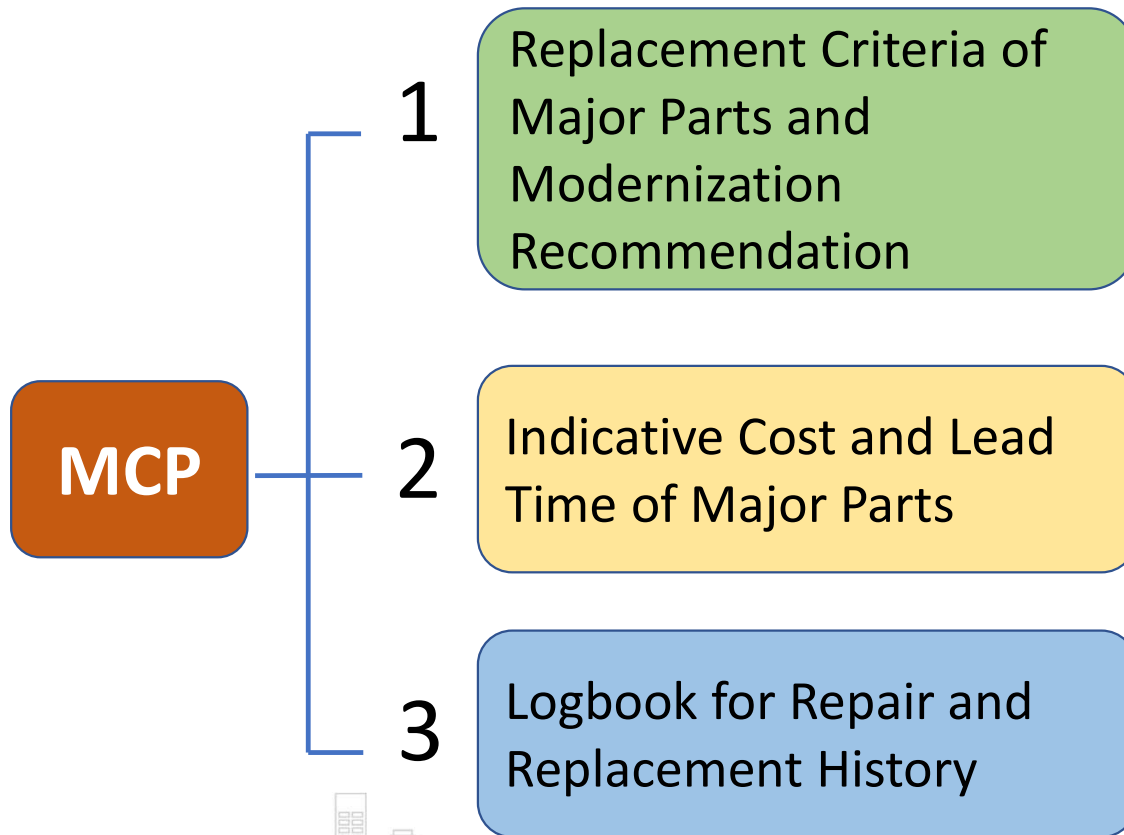 1
Replacement Criteria of
Major Parts and
Modernization
Recommendation
MCP
2
Indicative Cost and Lead
Time of Major Parts
3
Logbook for Repair and
Replacement History